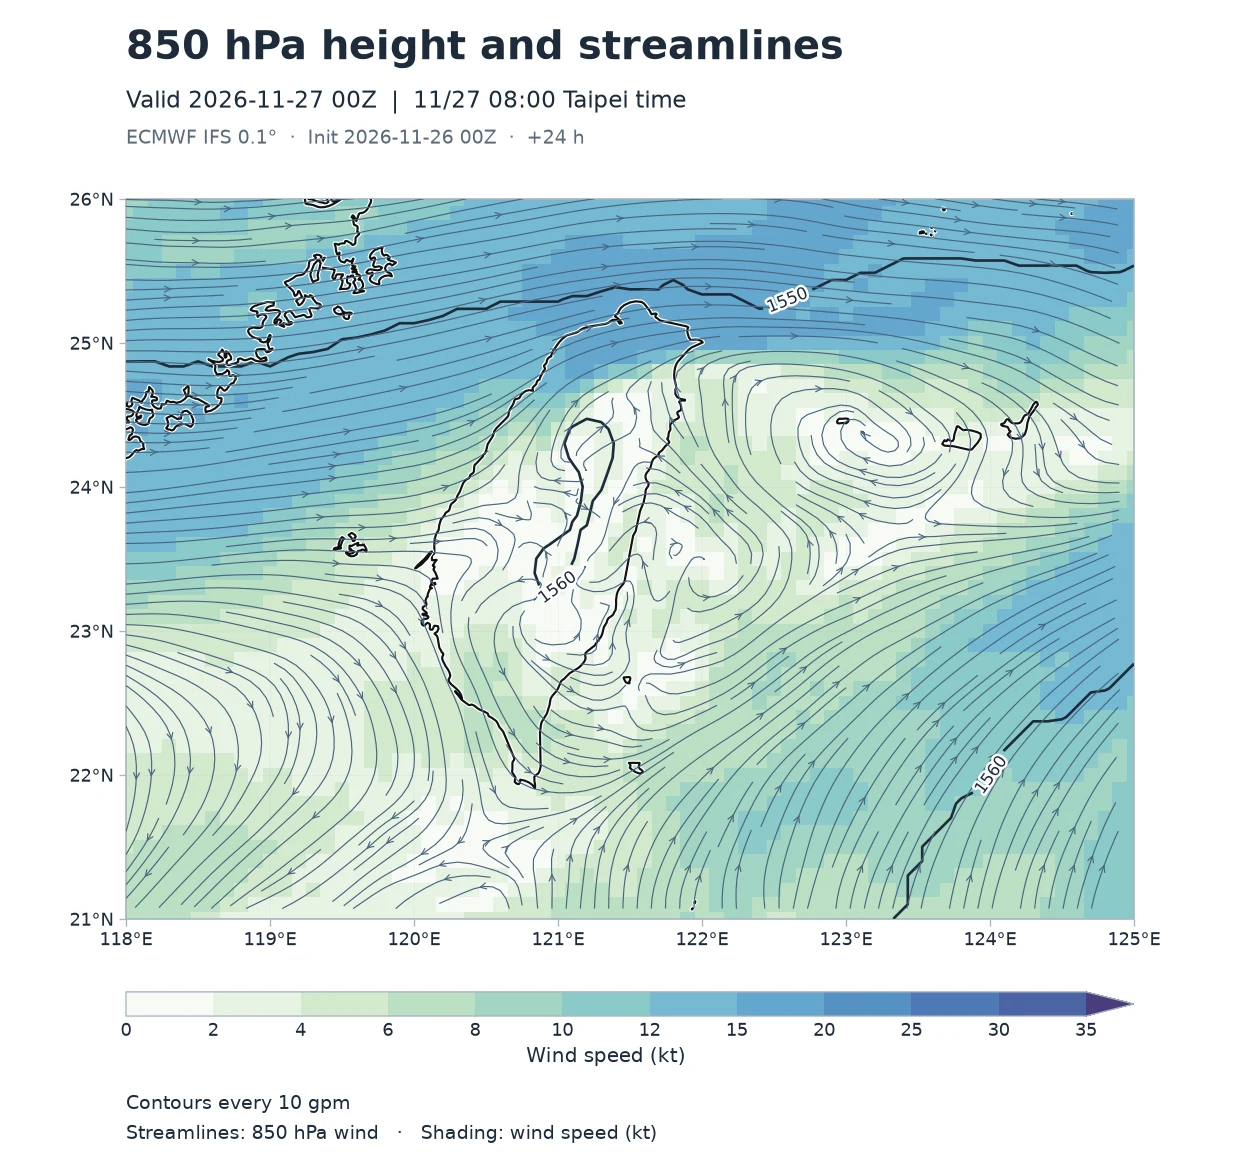 850 hPa height and streamlines
Valid 2026-11-27 00Z | 11/27 08:00 Taipei time
ECMWF IFS 0.1° · Init 2026-11-26 00Z · +24 h
26°N
1550
25°N
24°N
1560
23°N
1560
22°N
21°N
118°E 119°E 120°E 121°E 122°E 123°E 124°E 125°E
0 2 4 6 8 10 12 15 20 25 30 35
Wind speed (kt)
Contours every 10 gpm
Streamlines: 850 hPa wind · Shading: wind speed (kt)